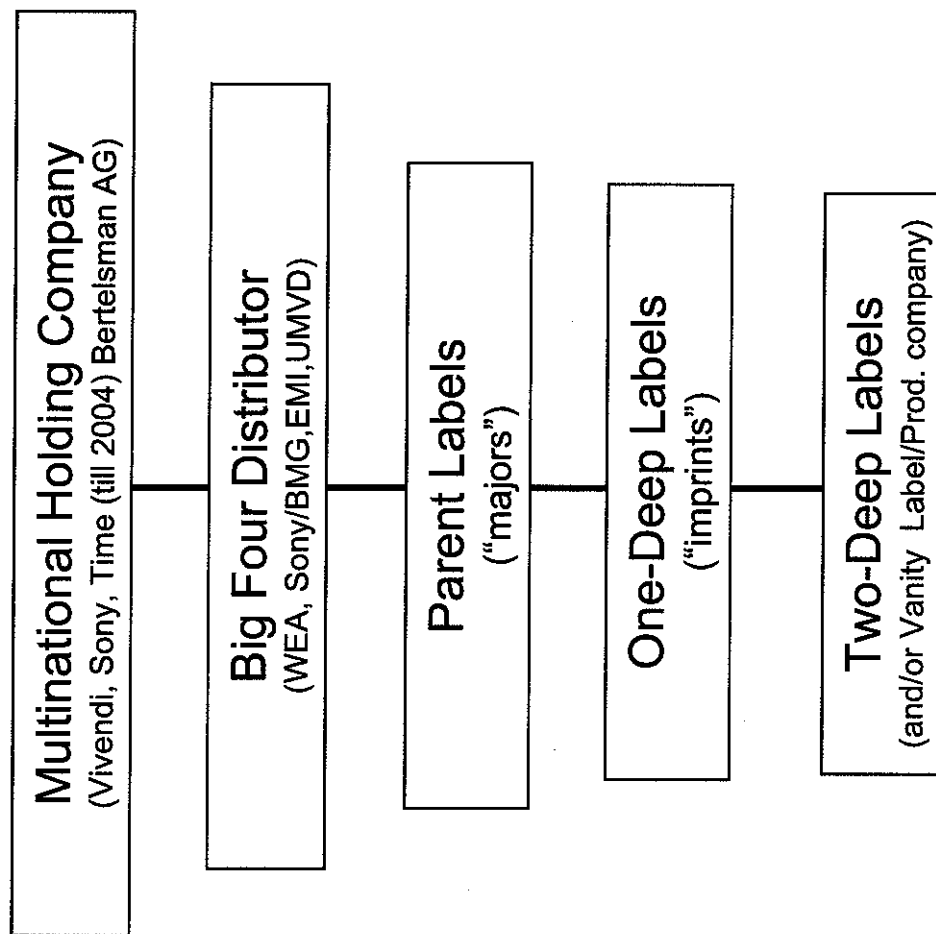 Multinational Holding Company
(Vivendi, Sony, Time (till 2004) Bertelsman AG)
Big Four Distributor
(WEA, Sony/BMG,EMI,UMVD)
Parent Labels
(“majors”)
One-Deep Labels
(“imprints”)
Two-Deep Labels
(and/or Vanity Label/Prod. company)